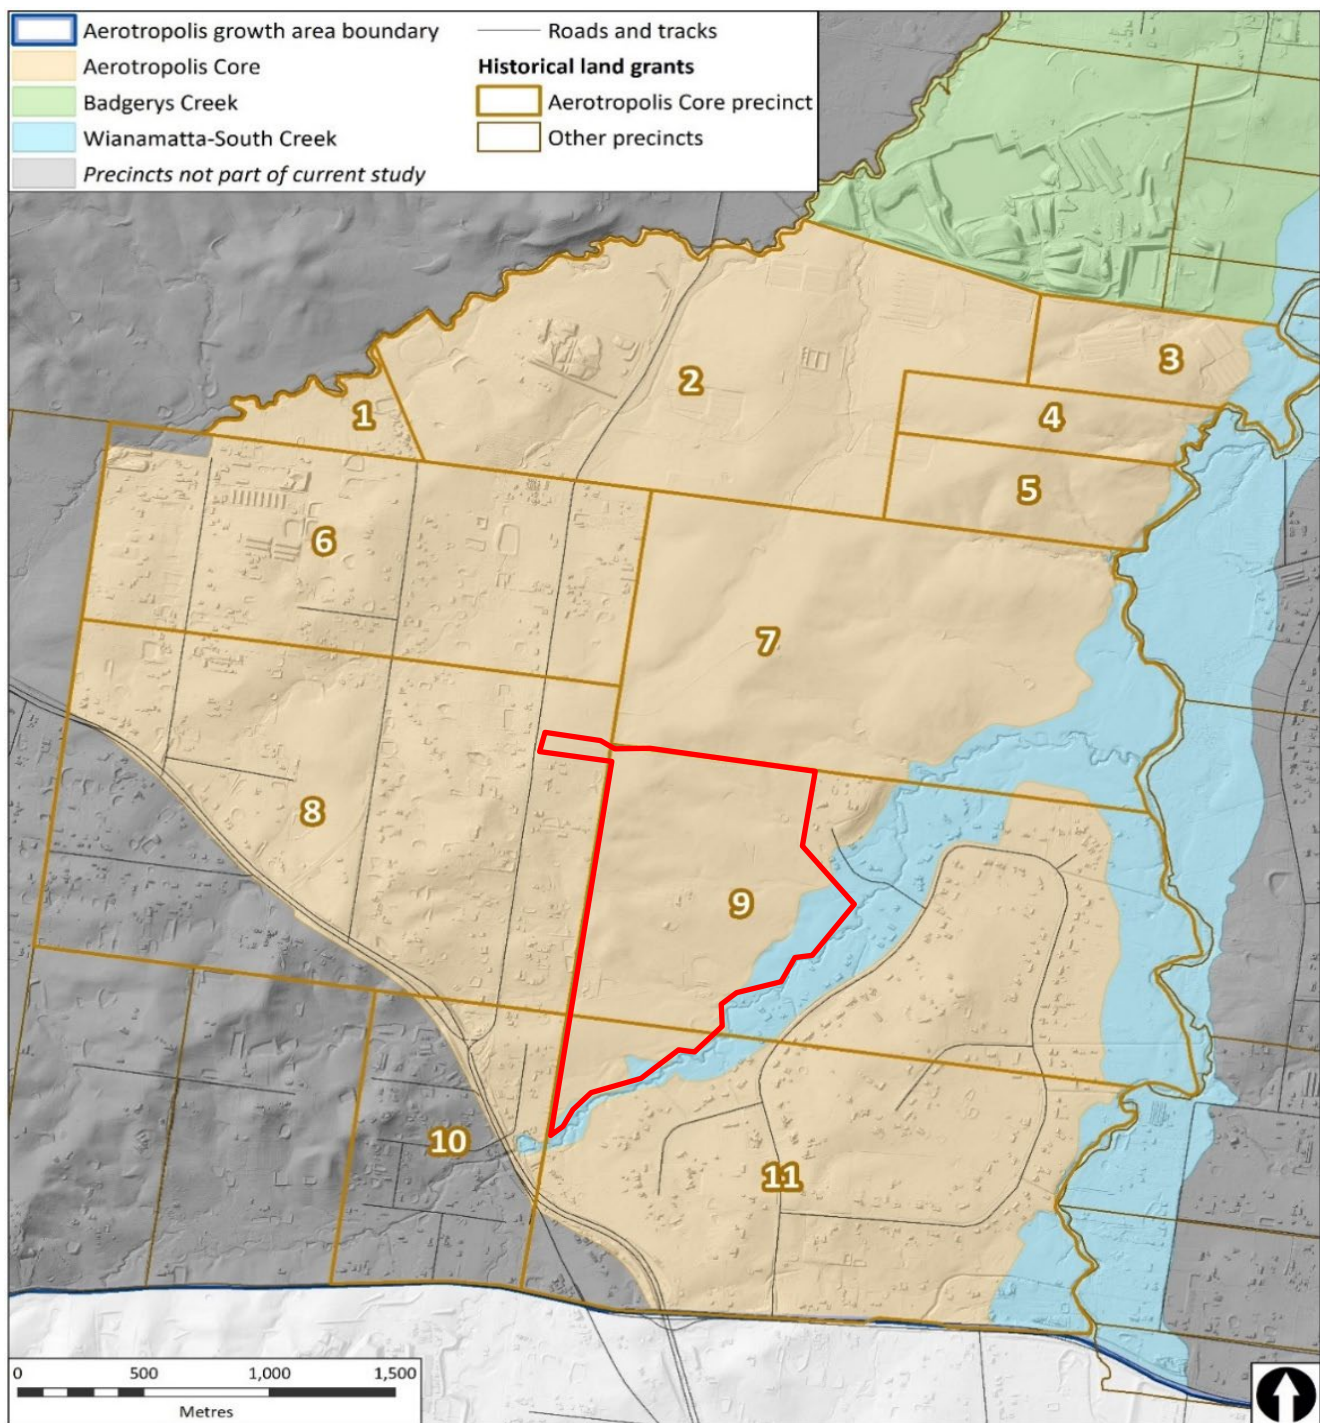 Aerotropolis growth area boundary
Aerotropolis Core
Badgerys Creek
Wianamatta-South Creek
Precincts not part of current study
Roads and tracks
Historical land grants
Aerotropolis Core precinct
Other precincts
1
2
3
4
5
6
7
8
9
10
11
0 500 1,000 1,500
Metres